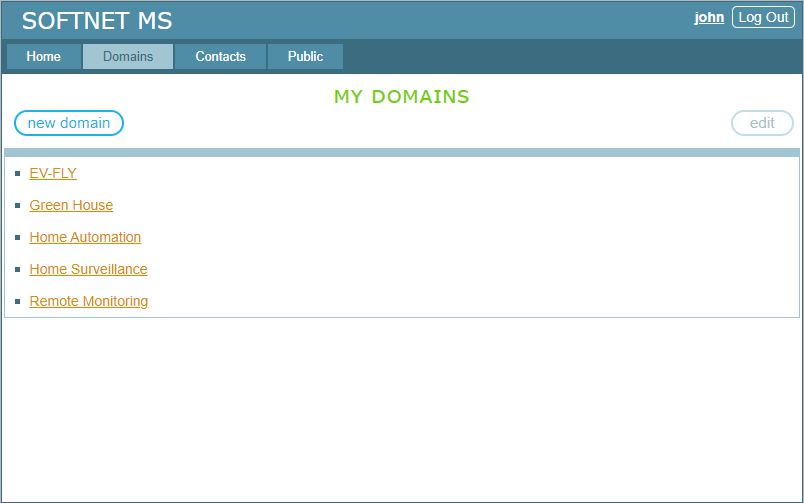 SOFTNET MS john Log Out
Home Domains Contacts Public
MY DOMAINS
new domain edit
EV-FLY
Green House
Home Automation
Home Surveillance
Remote Monitoring